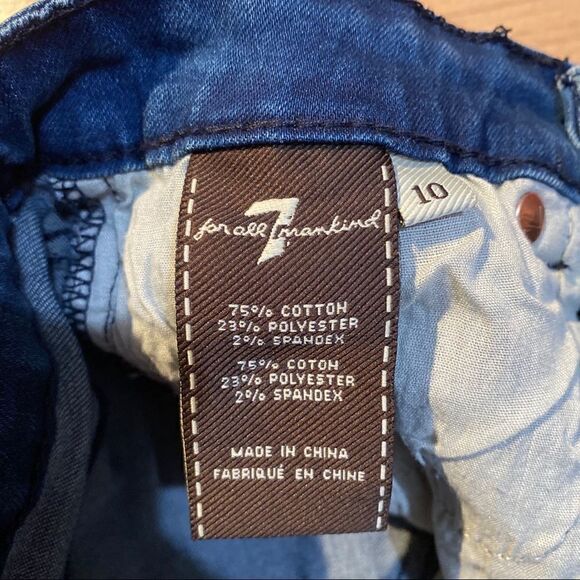 for all 7 mankind
10
75% COTTON
23% POLYESTER
2% SPANDEX
75% COTON
23% POLYESTER
2% SPANDEX
MADE IN CHINA
FABRIQUÉ EN CHINE